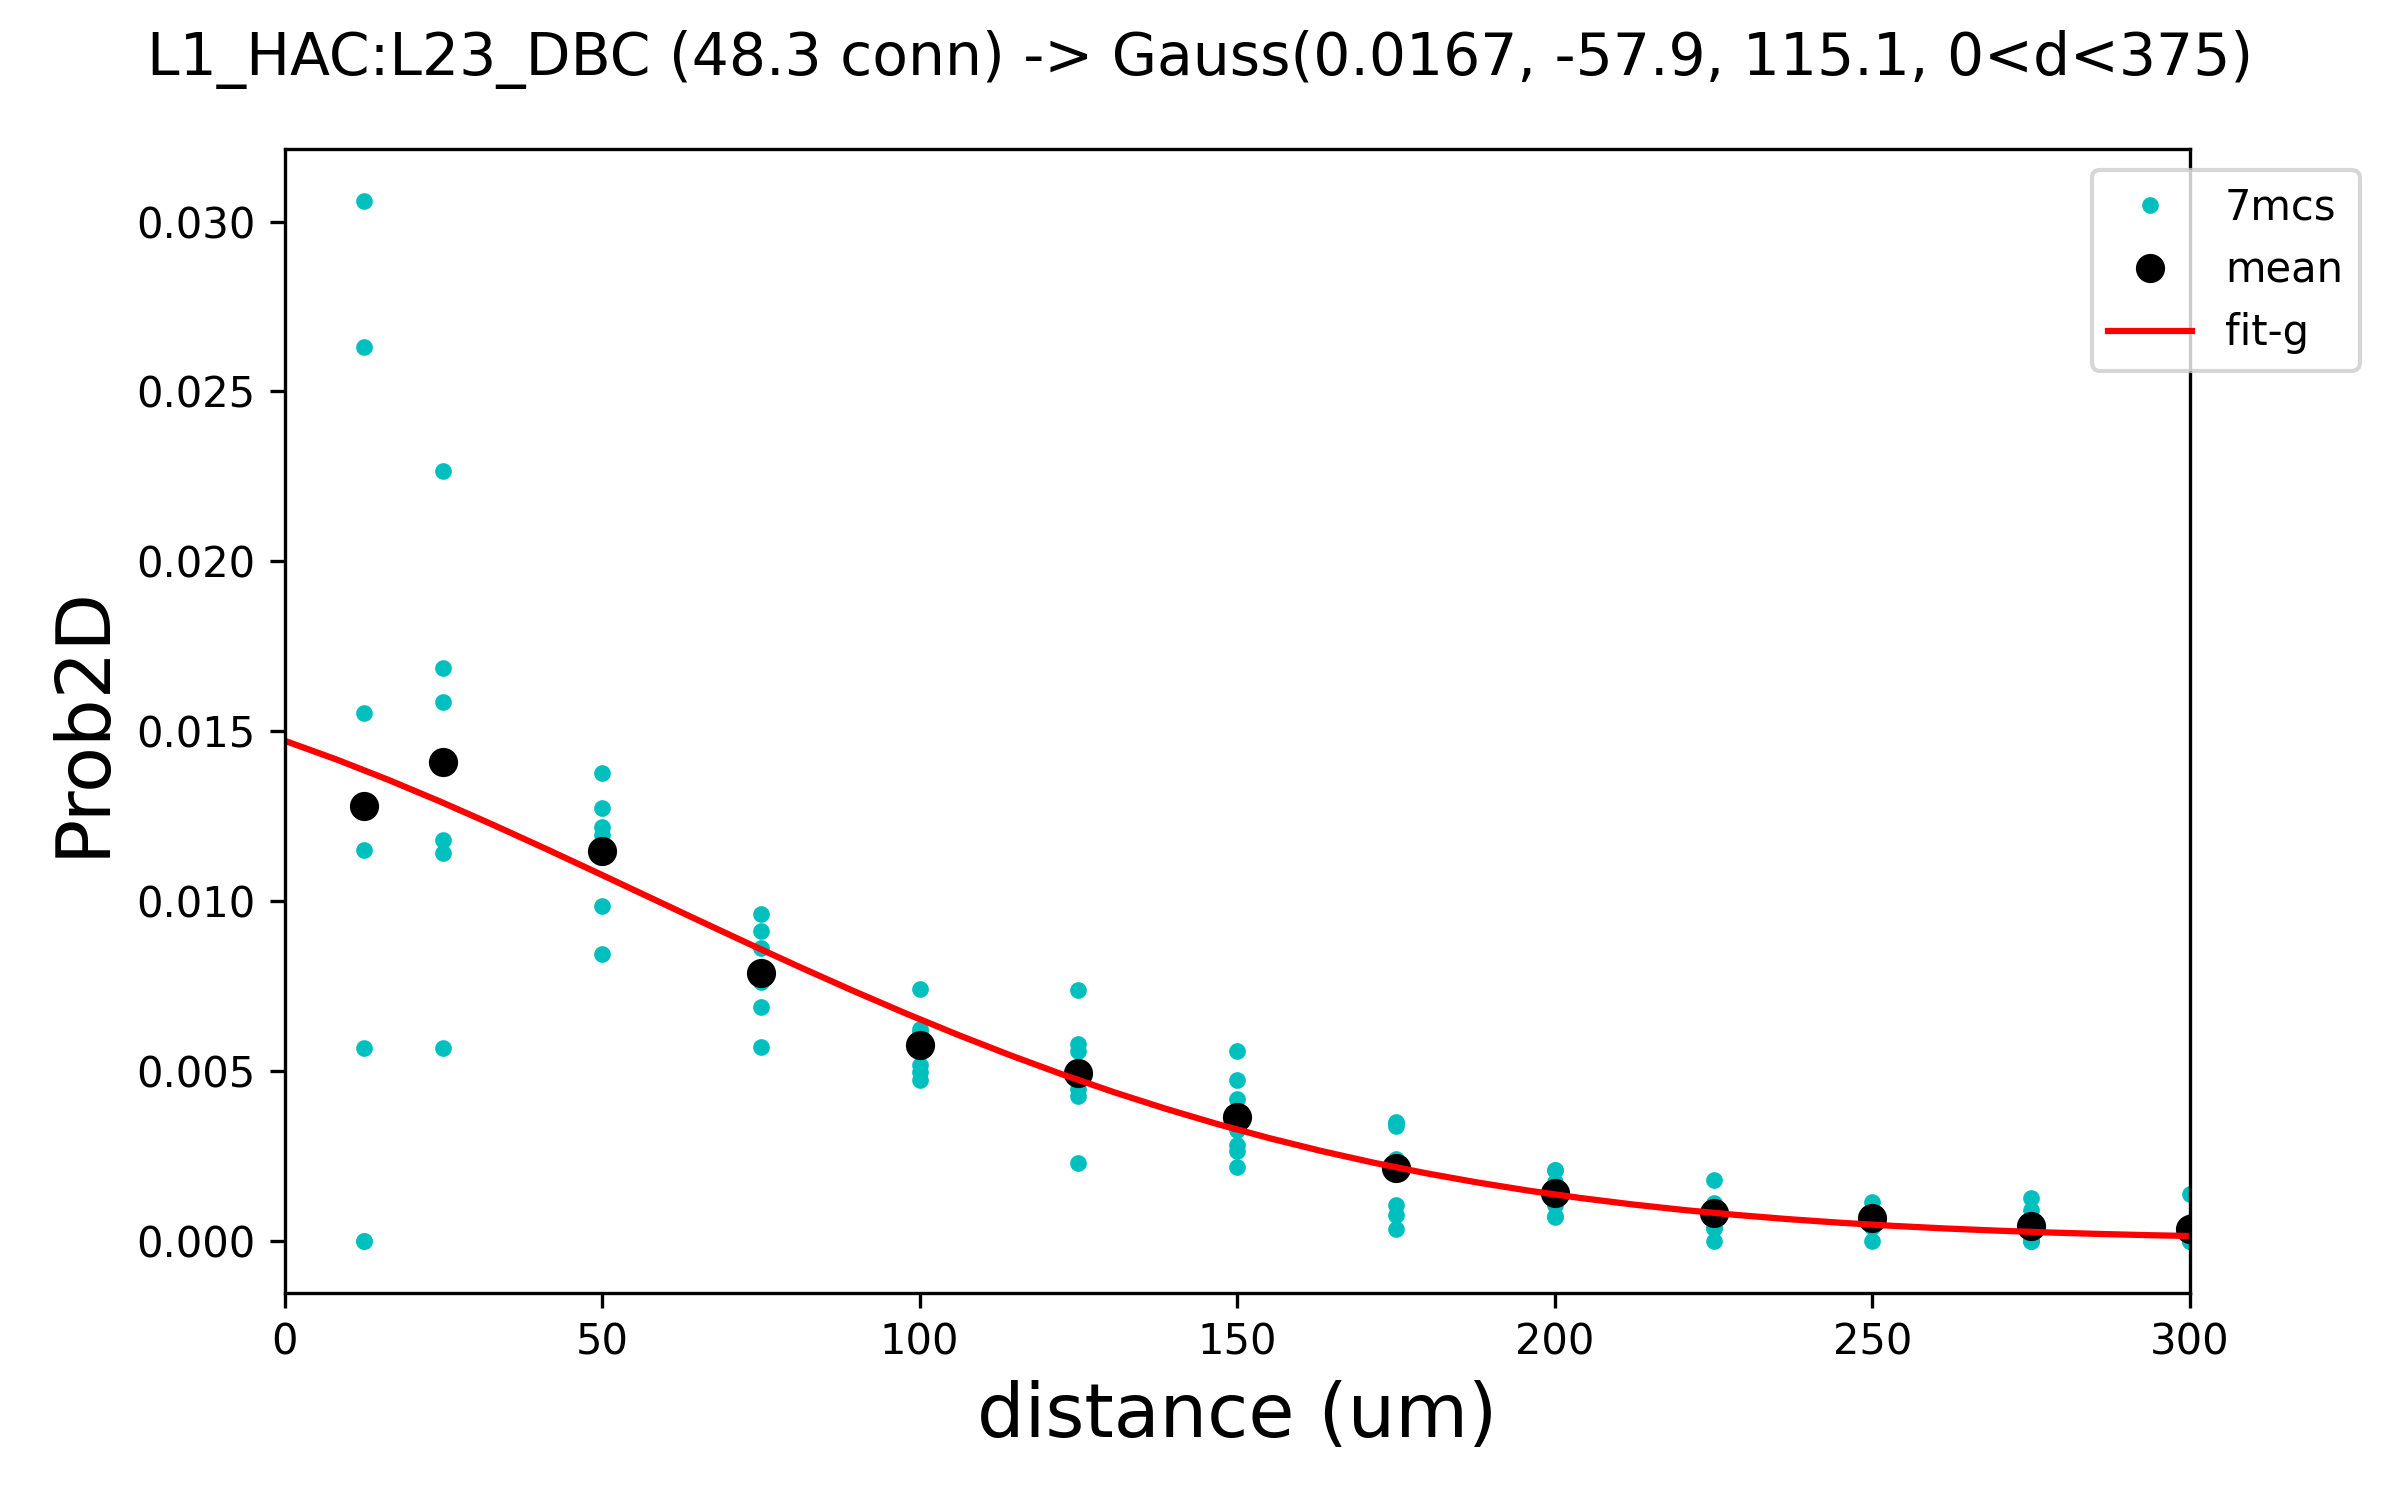 L1_HAC:L23_DBC (48.3 conn) -> Gauss(0.0167, -57.9, 115.1, 0<d<375)
7mcs
mean
fit-g
Prob2D
0.030
0.025
0.020
0.015
0.010
0.005
0.000
0 50 100 150 200 250 300
distance (um)